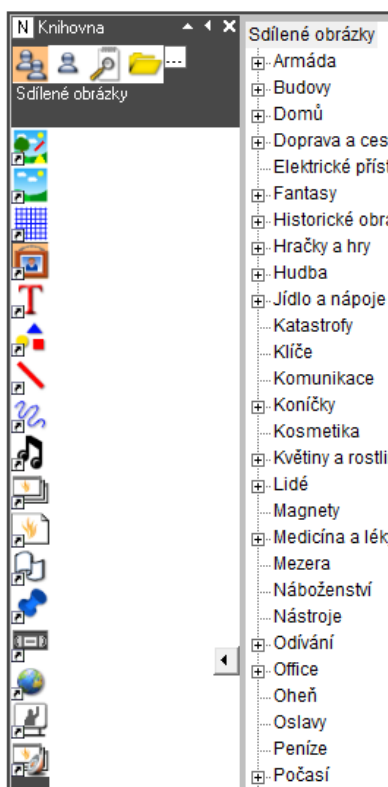 N Knihovna
...
Sdílené obrázky
T
Sdílené obrázky
Armáda
Budovy
Domů
Doprava a ces
Elektrické příst
Fantasy
Historické obra
Hračky a hry
Hudba
Jídlo a nápoje
Katastrofy
Klíče
Komunikace
Koníčky
Kosmetika
Květiny a rostli
Lidé
Magnety
Medicína a lék
Mezera
Náboženství
Nástroje
Odívání
Office
Oheň
Oslavy
Peníze
Počasí